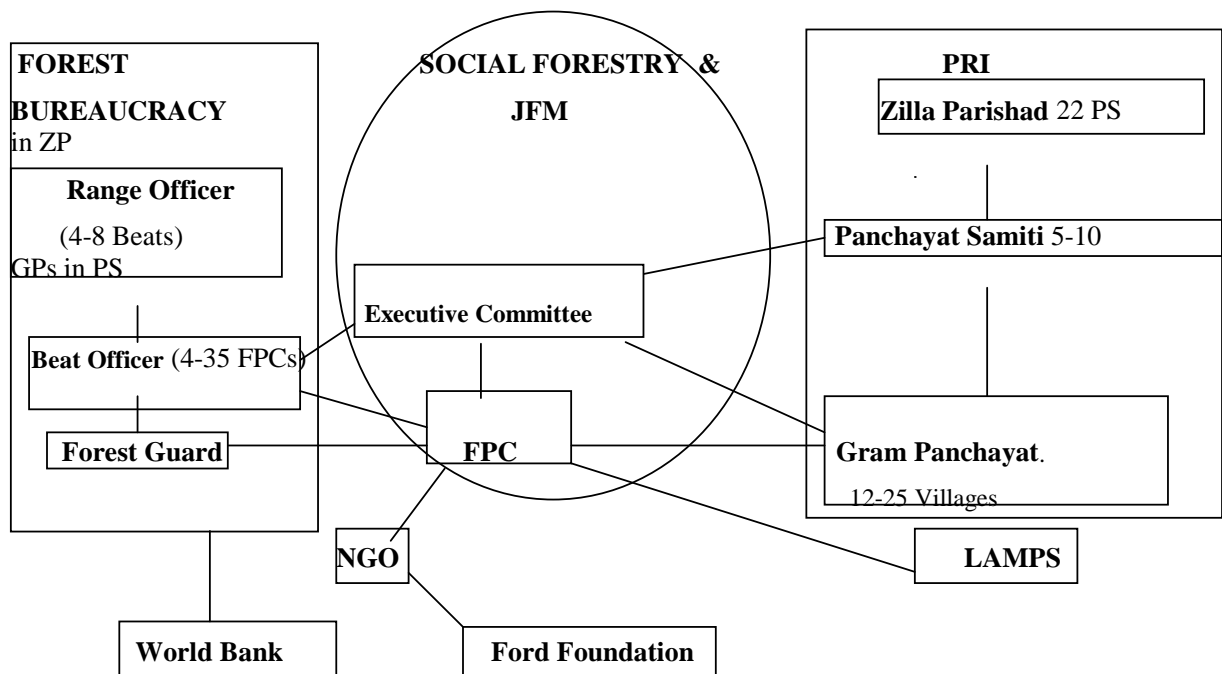 FOREST
BUREAUCRACY
in ZP
Range Officer
(4-8 Beats)
GPs in PS
Beat Officer (4-35 FPCs)
Forest Guard
SOCIAL FORESTRY &
JFM
Executive Committee
FPC
PRI
Zilla Parishad 22 PS
.
Panchayat Samiti 5-10
Gram Panchayat.
12-25 Villages
NGO
LAMPS
World Bank
Ford Foundation